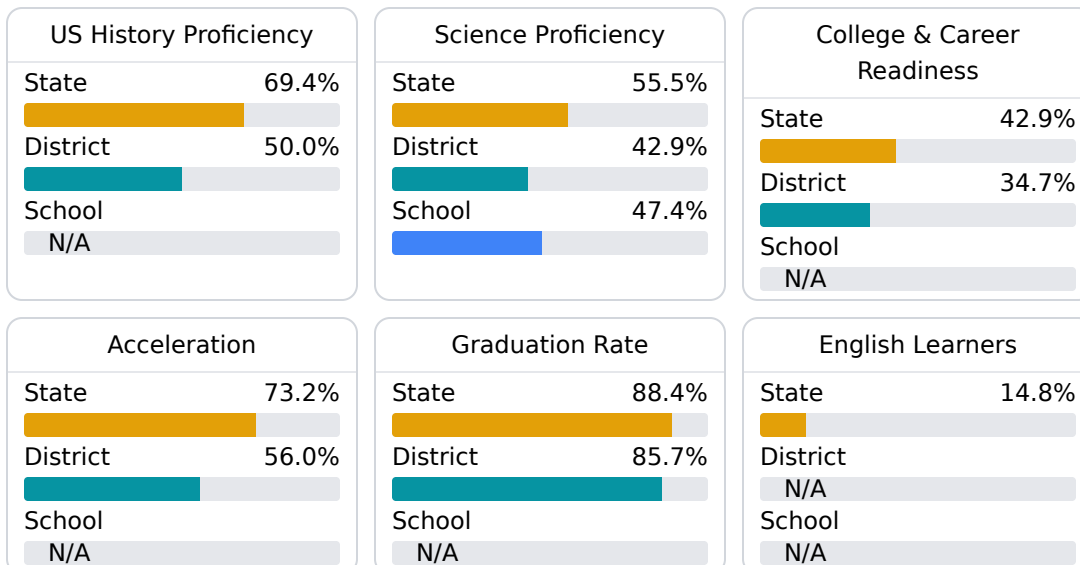 US History Proficiency
State 69.4%
District 50.0%
School
N/A
Science Proficiency
State 55.5%
District 42.9%
School 47.4%
College & Career
Readiness
State 42.9%
District 34.7%
School
N/A
Acceleration
State 73.2%
District 56.0%
School
N/A
Graduation Rate
State 88.4%
District 85.7%
School
N/A
English Learners
State 14.8%
District
N/A
School
N/A